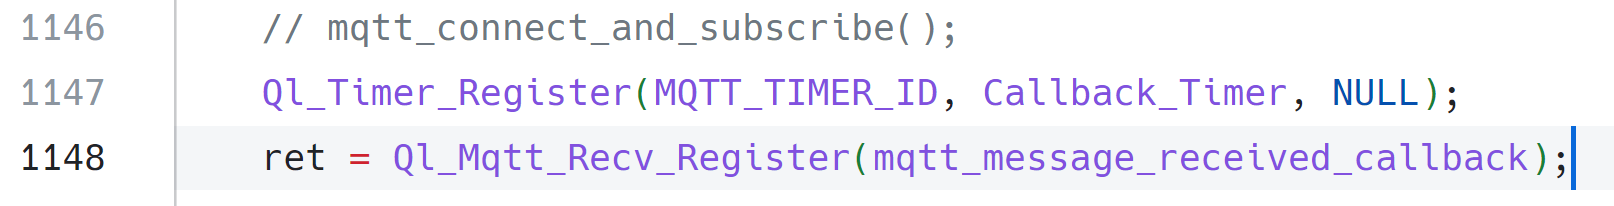 1146 // mqtt_connect_and_subscribe();
1147 Ql_Timer_Register(MQTT_TIMER_ID, Callback_Timer, NULL);
1148 ret = Ql_Mqtt_Recv_Register(mqtt_message_received_callback);